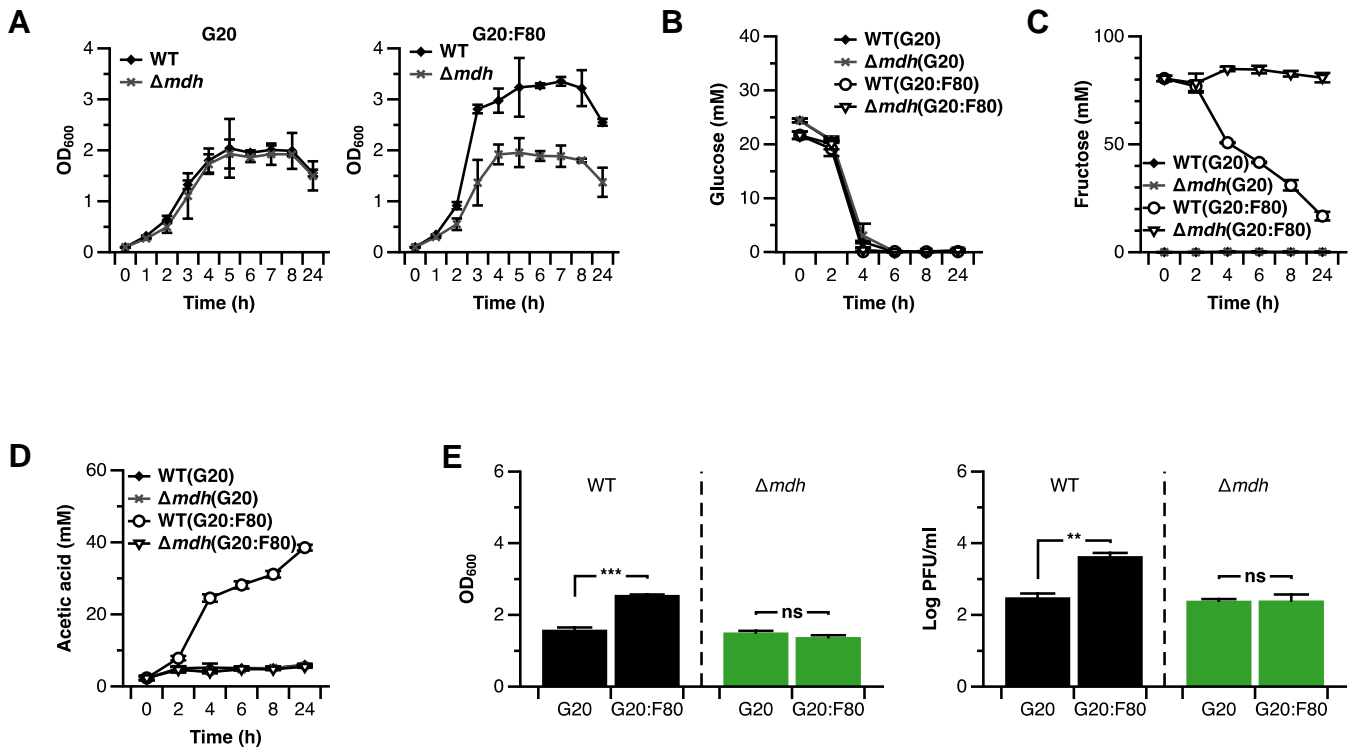 A
G20
WT
Δmdh
4
3
2
1
0
OD600
0 1 2 3 4 5 6 7 8 24
Time (h)
G20:F80
WT
Δmdh
4
3
2
1
0
OD600
0 1 2 3 4 5 6 7 8 24
Time (h)
B
WT(G20)
Δmdh(G20)
WT(G20:F80)
Δmdh(G20:F80)
40
30
20
10
0
Glucose (mM)
0 2 4 6 8 24
Time (h)
C
100
50
0
Fructose (mM)
WT(G20)
Δmdh(G20)
WT(G20:F80)
Δmdh(G20:F80)
0 2 4 6 8 24
Time (h)
D
WT(G20)
Δmdh(G20)
WT(G20:F80)
Δmdh(G20:F80)
60
40
20
0
Acetic acid (mM)
0 2 4 6 8 24
Time (h)
E
6
4
2
0
OD600
WT
Δmdh
***
ns
G20 G20:F80 G20 G20:F80
6
4
2
0
Log PFU/ml
WT
Δmdh
**
ns
G20 G20:F80 G20 G20:F80